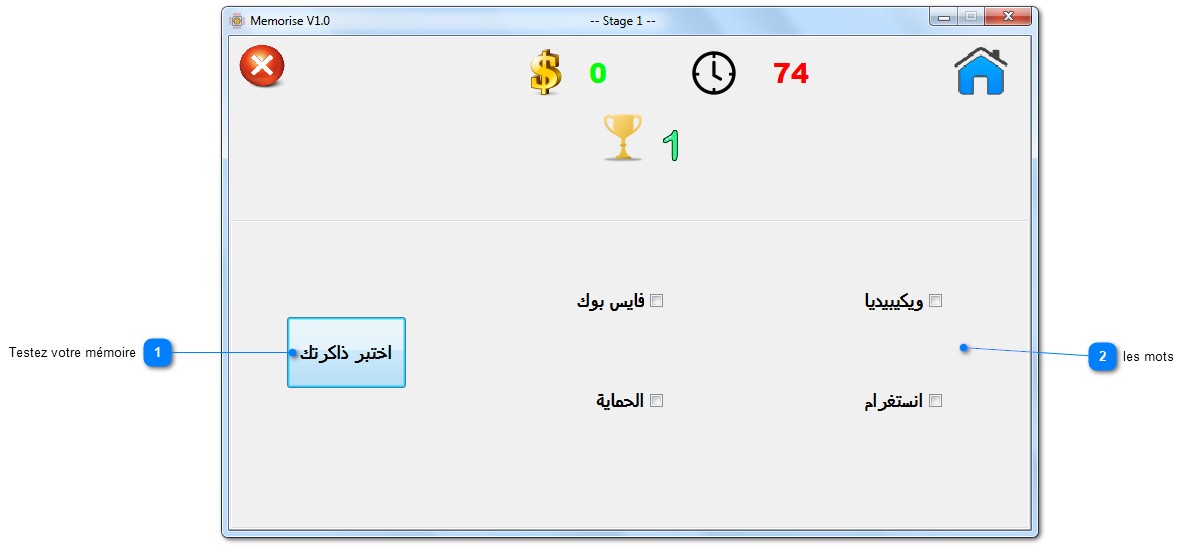 Memorise V1.0
-- Stage 1 --
0
74
1
ويكيبيديا
فايس بوك
اختبر ذاكرتك
Testez votre mémoire
1
2
les mots
انستغرام
الحماية